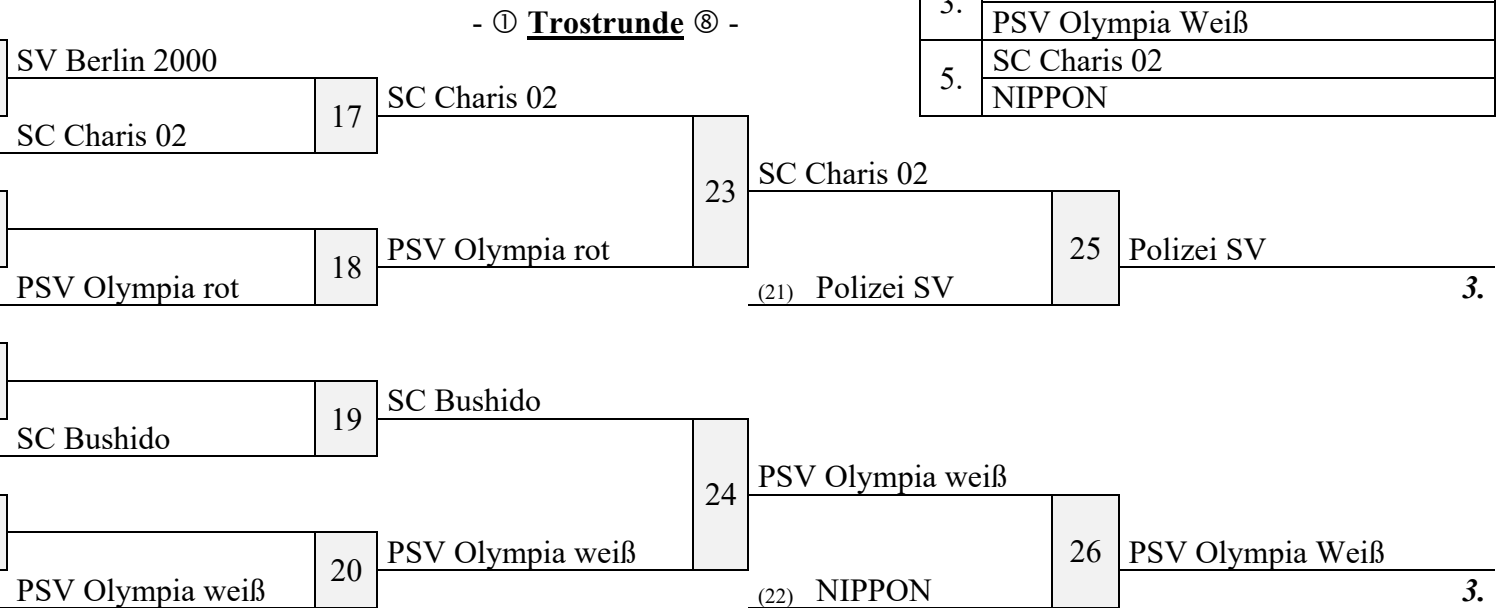 - ① Trostrunde ⑧ -
3.
PSV Olympia Weiß
5.
SC Charis 02
NIPPON
SV Berlin 2000
SC Charis 02
17
SC Charis 02
PSV Olympia rot
18
PSV Olympia rot
23
SC Charis 02
(21) Polizei SV
25
Polizei SV
3.
SC Bushido
19
SC Bushido
PSV Olympia weiß
20
PSV Olympia weiß
24
PSV Olympia weiß
(22) NIPPON
26
PSV Olympia Weiß
3.